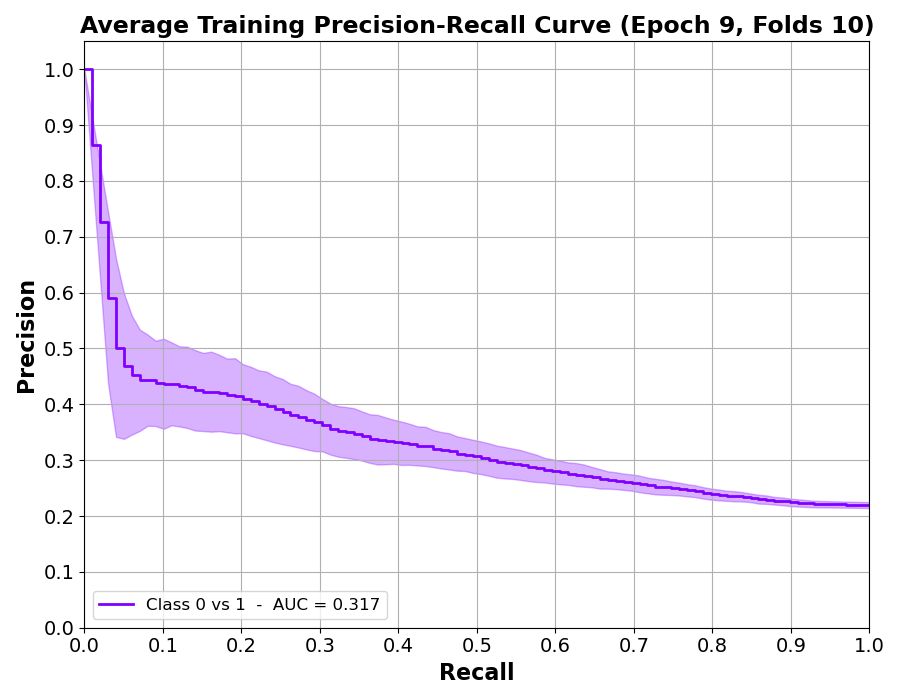 Average Training Precision-Recall Curve (Epoch 9, Folds 10)
1.0
0.9
0.8
0.7
0.6
0.5
0.4
0.3
0.2
0.1
0.0
Precision
Class 0 vs 1 - AUC = 0.317
0.0 0.1 0.2 0.3 0.4 0.5 0.6 0.7 0.8 0.9 1.0
Recall